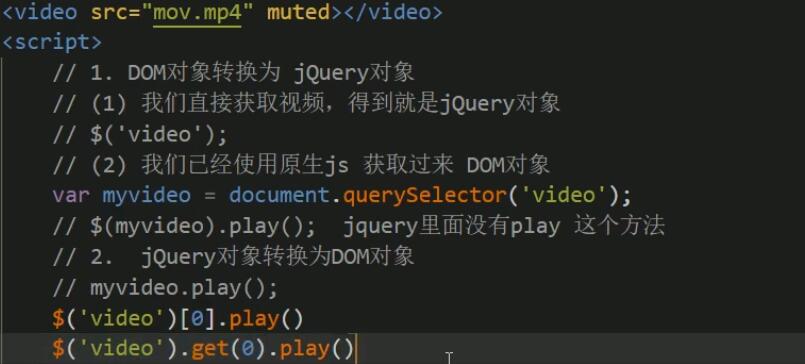 <video src="mov.mp4" muted></video>
<script>
// 1. DOM对象转换为 jQuery对象
// (1) 我们直接获取视频，得到就是jQuery对象
// $('video');
// (2) 我们已经使用原生js 获取过来 DOM对象
var myvideo = document.querySelector('video');
// $(myvideo).play();  jquery里面没有play 这个方法
// 2.  jQuery对象转换为DOM对象
// myvideo.play();
$('video')[0].play()
$('video').get(0).play()